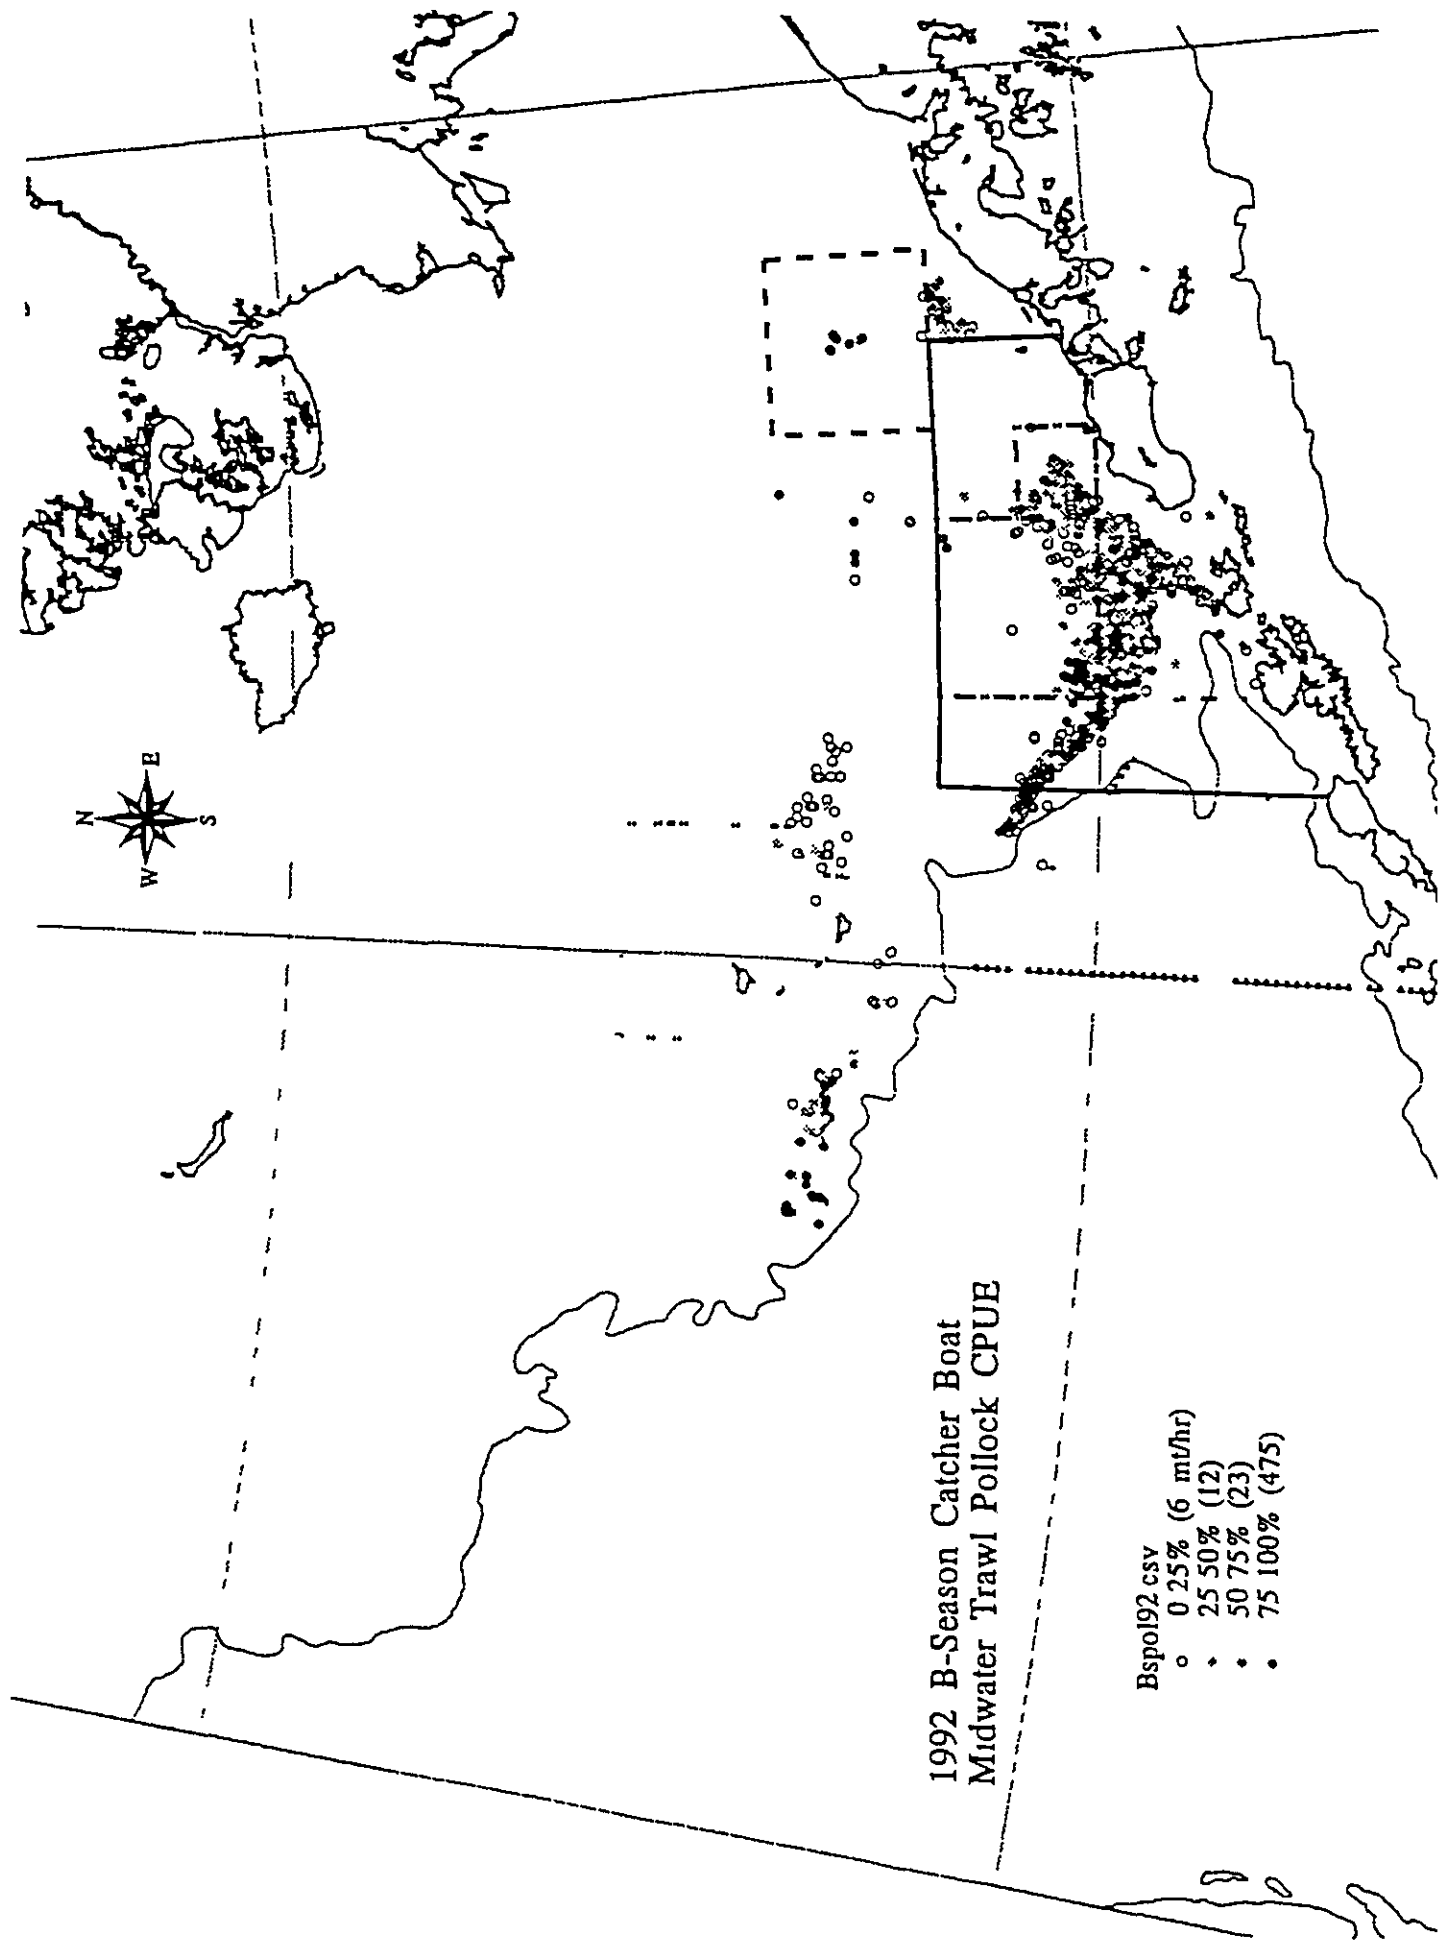 N
W
E
S
1992 B-Season Catcher Boat
Midwater Trawl Pollock CPUE
Bspol92 csv
0 25% (6 mt/hr)
25 50% (12)
50 75% (23)
75 100% (475)